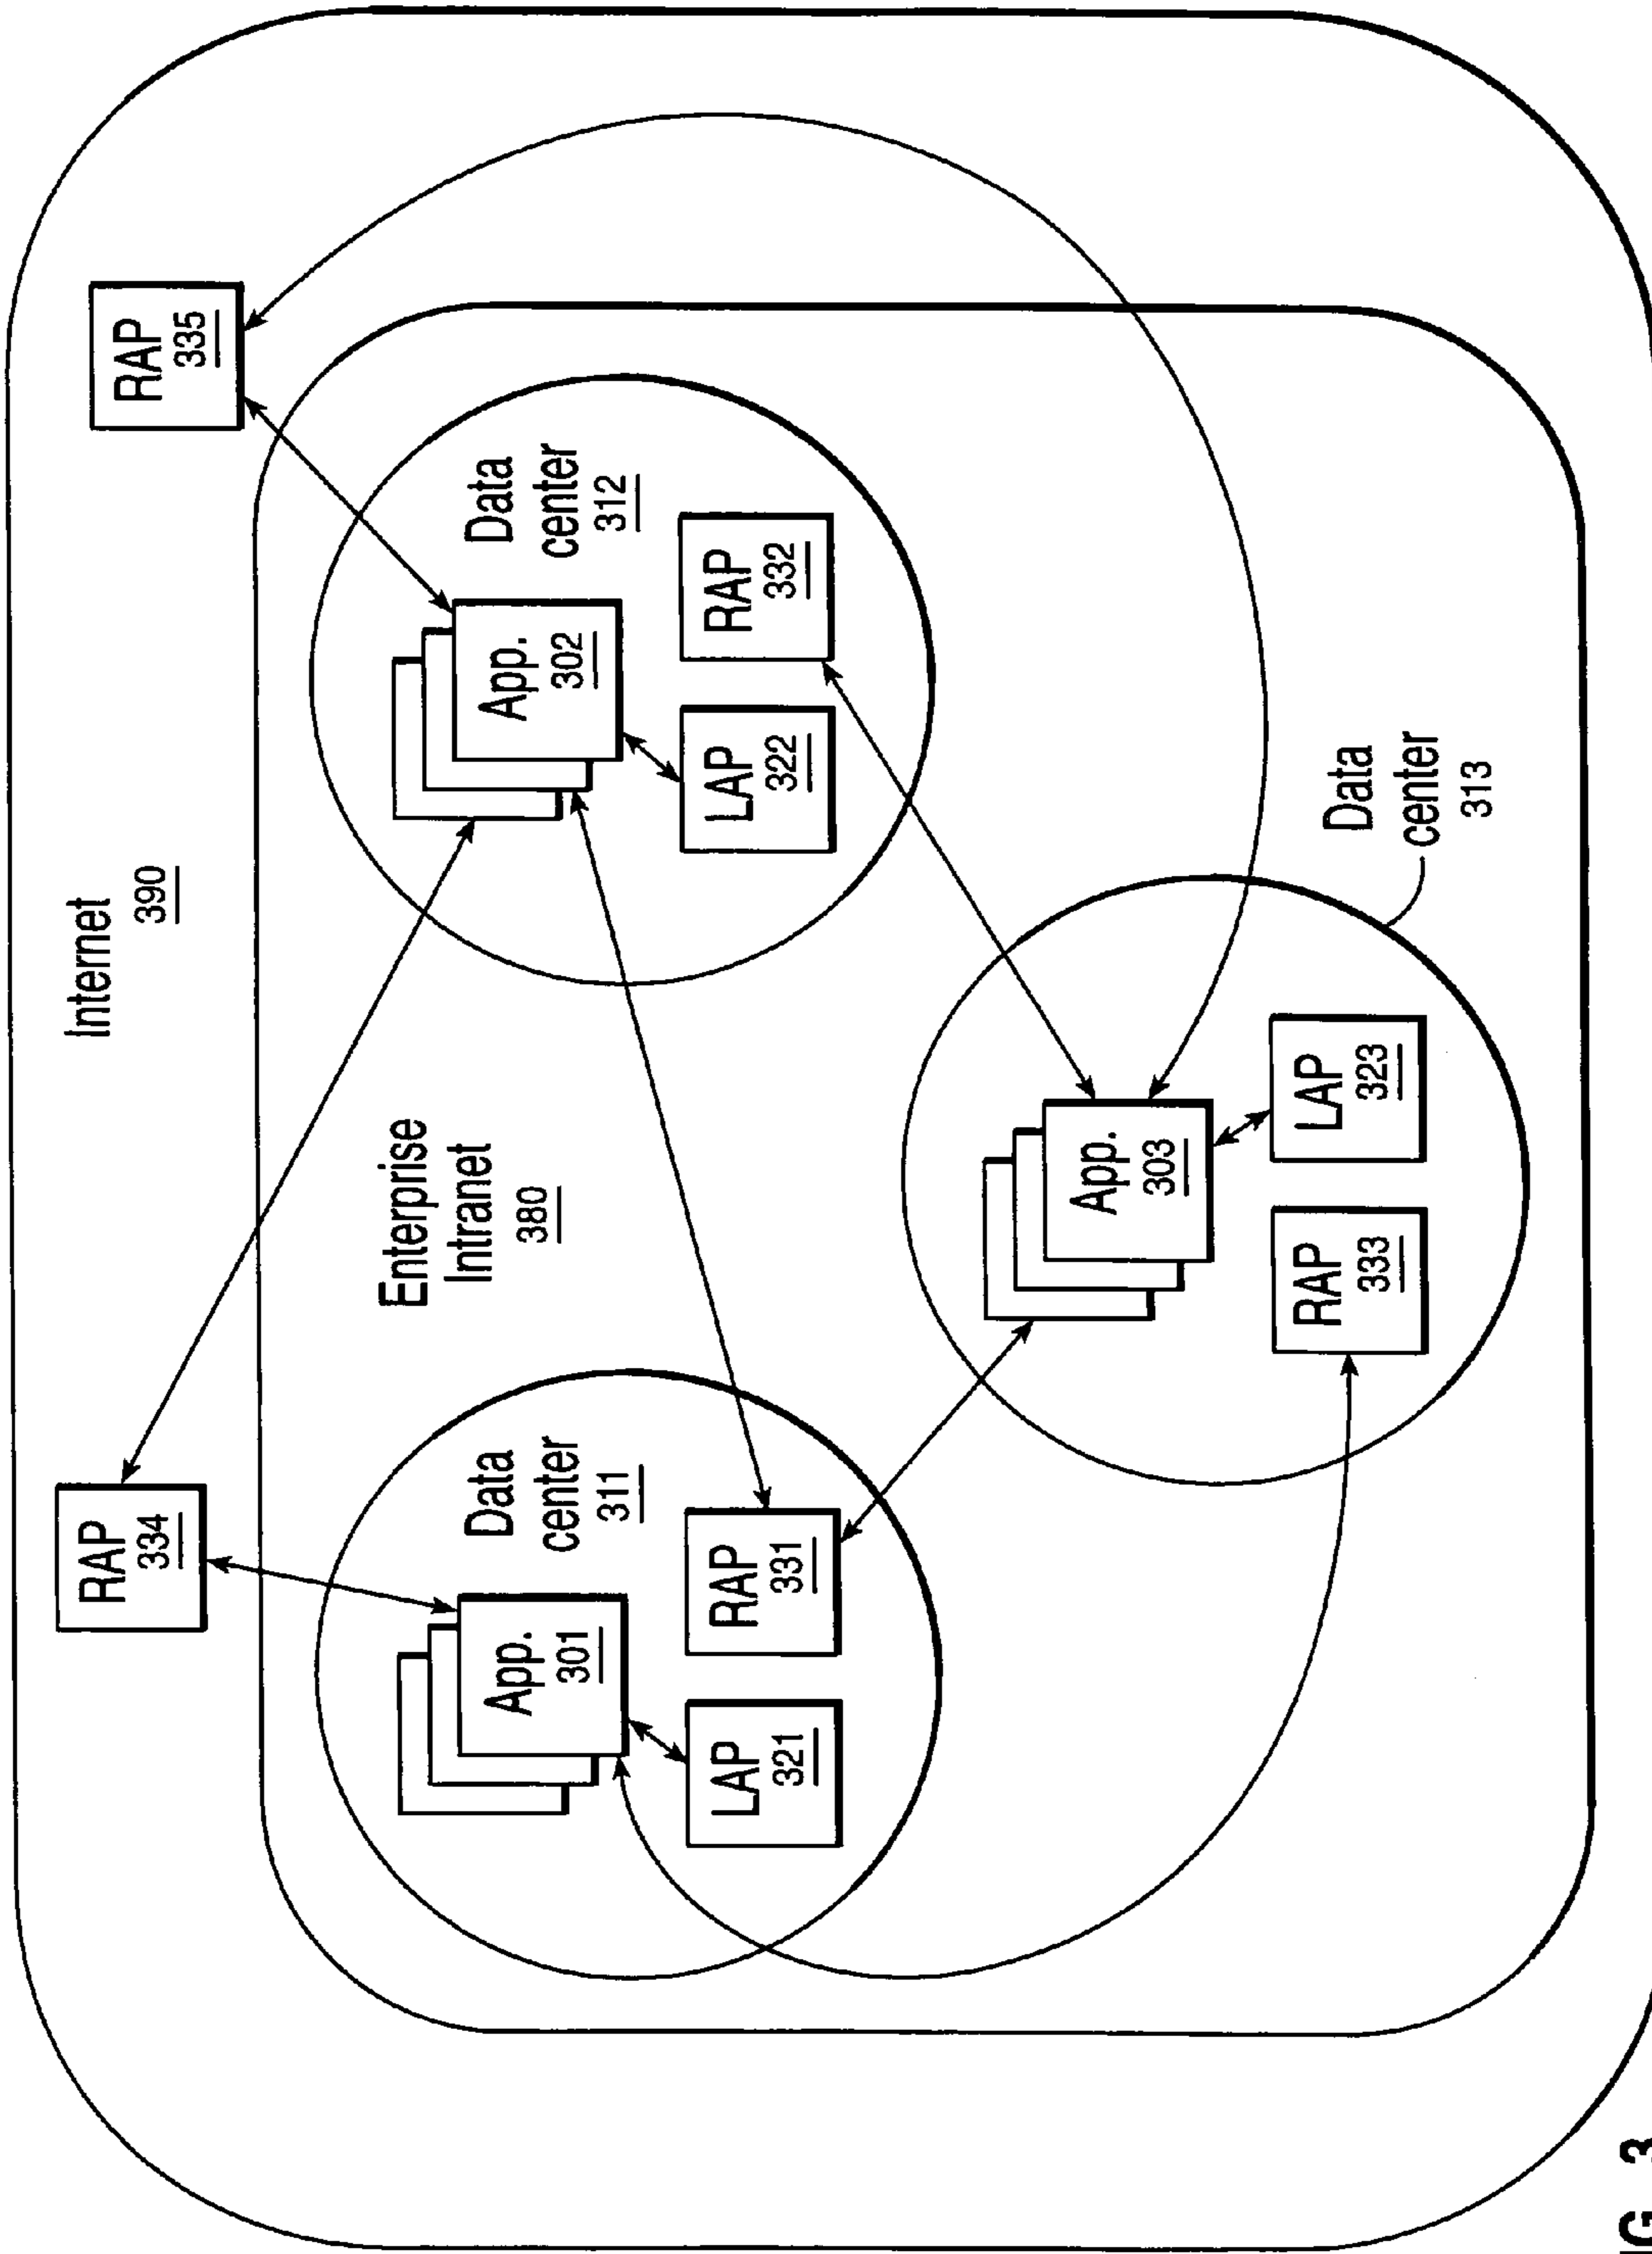 Internet
390
RAP
334
RAP
335
Enterprise
Intranet
380
Data
center
311
App.
301
LAP
321
RAP
331
Data
center
312
App.
302
LAP
322
RAP
332
Data
center
313
App.
303
RAP
333
LAP
323